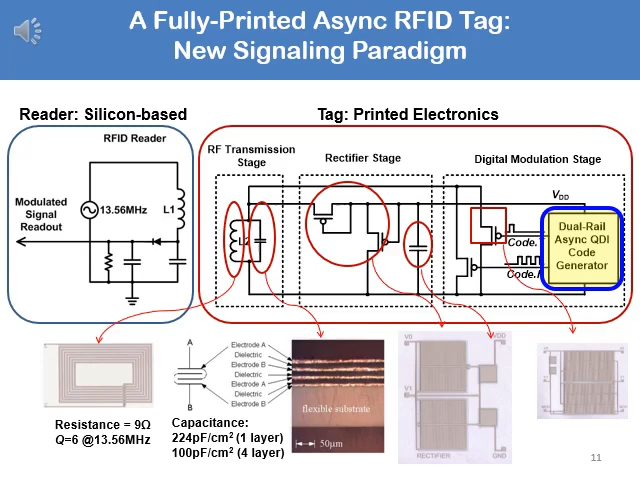 A Fully-Printed Async RFID Tag:
New Signaling Paradigm
Reader: Silicon-based
Tag: Printed Electronics
RFID Reader
Modulated
Signal
Readout
13.56MHz
L1
RF Transmission
Stage
Rectifier Stage
Digital Modulation Stage
L2
VDD
Code.T
Code.F
Dual-Rail
Async QDI
Code
Generator
Resistance = 9Ω
Q=6 @13.56MHz
A
B
Electrode A
Dielectric
Electrode B
Dielectric
Electrode A
Dielectric
Electrode B
Capacitance:
224pF/cm2 (1 layer)
100pF/cm2 (4 layer)
flexible substrate
50μm
V0
VDD
V1
RECTIFIER
GND
11